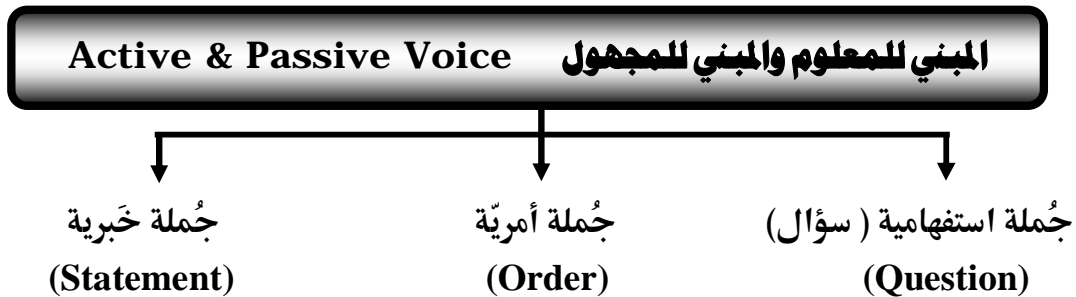 Active & Passive Voice المبني للمعلوم والمبني للمجهول
جُملة خَبرية
(Statement)
جُملة أمريّة
(Order)
جُملة استفهامية ( سؤال)
(Question)